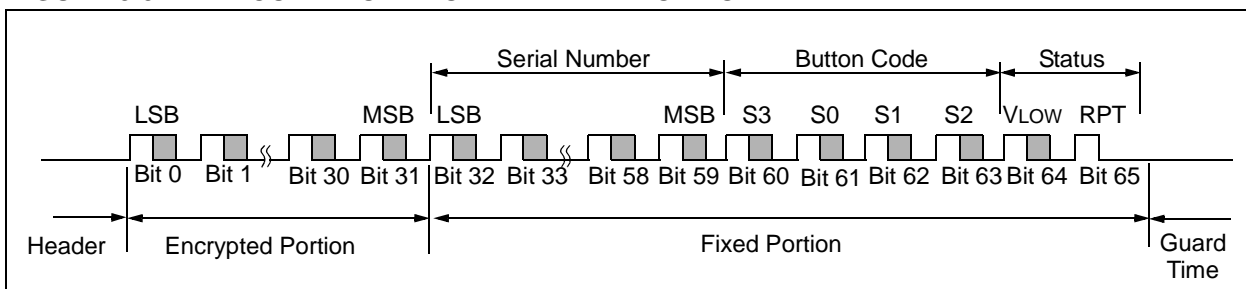 Serial Number Button Code Status
LSB MSB LSB MSB S3 S0 S1 S2 VLOW RPT
Bit 0 Bit 1 Bit 30 Bit 31 Bit 32 Bit 33 Bit 58 Bit 59 Bit 60 Bit 61 Bit 62 Bit 63 Bit 64 Bit 65
Header Encrypted Portion Fixed Portion Guard
Time